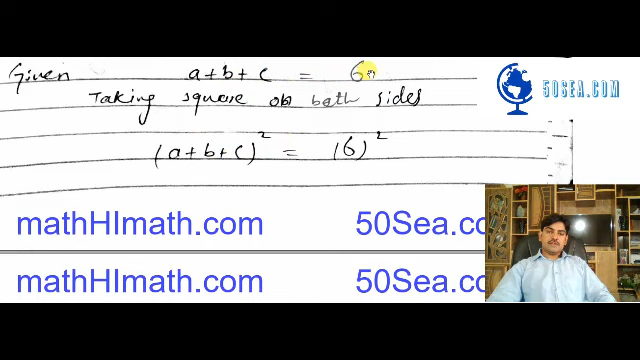 Given a + b + c = 6
Taking square of both sides
(a + b + c)² = (6)²
50SEA.COM
mathHImath.com 50Sea.co
mathHImath.com 50Sea.co